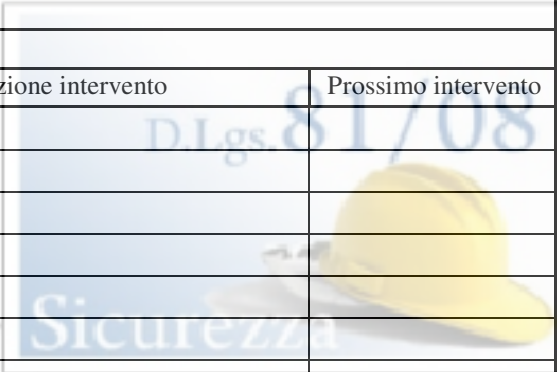 zione intervento Prossimo intervento
D.Lgs.81/08
Sicurezza